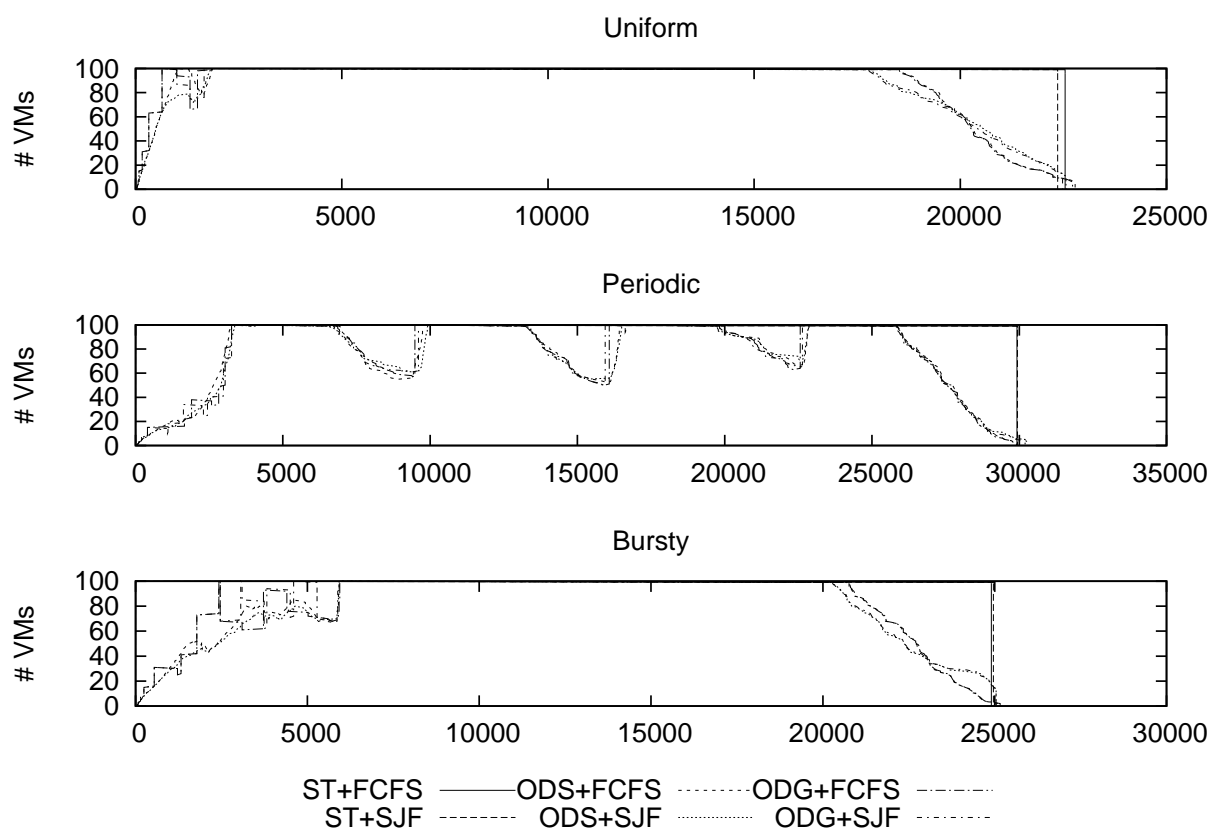 Uniform
100
80
60
40
20
0
# VMs
0 5000 10000 15000 20000 25000
Periodic
100
80
60
40
20
0
# VMs
0 5000 10000 15000 20000 25000 30000 35000
Bursty
100
80
60
40
20
0
# VMs
0 5000 10000 15000 20000 25000 30000
ST+FCFS ODS+FCFS ODG+FCFS
ST+SJF ODS+SJF ODG+SJF